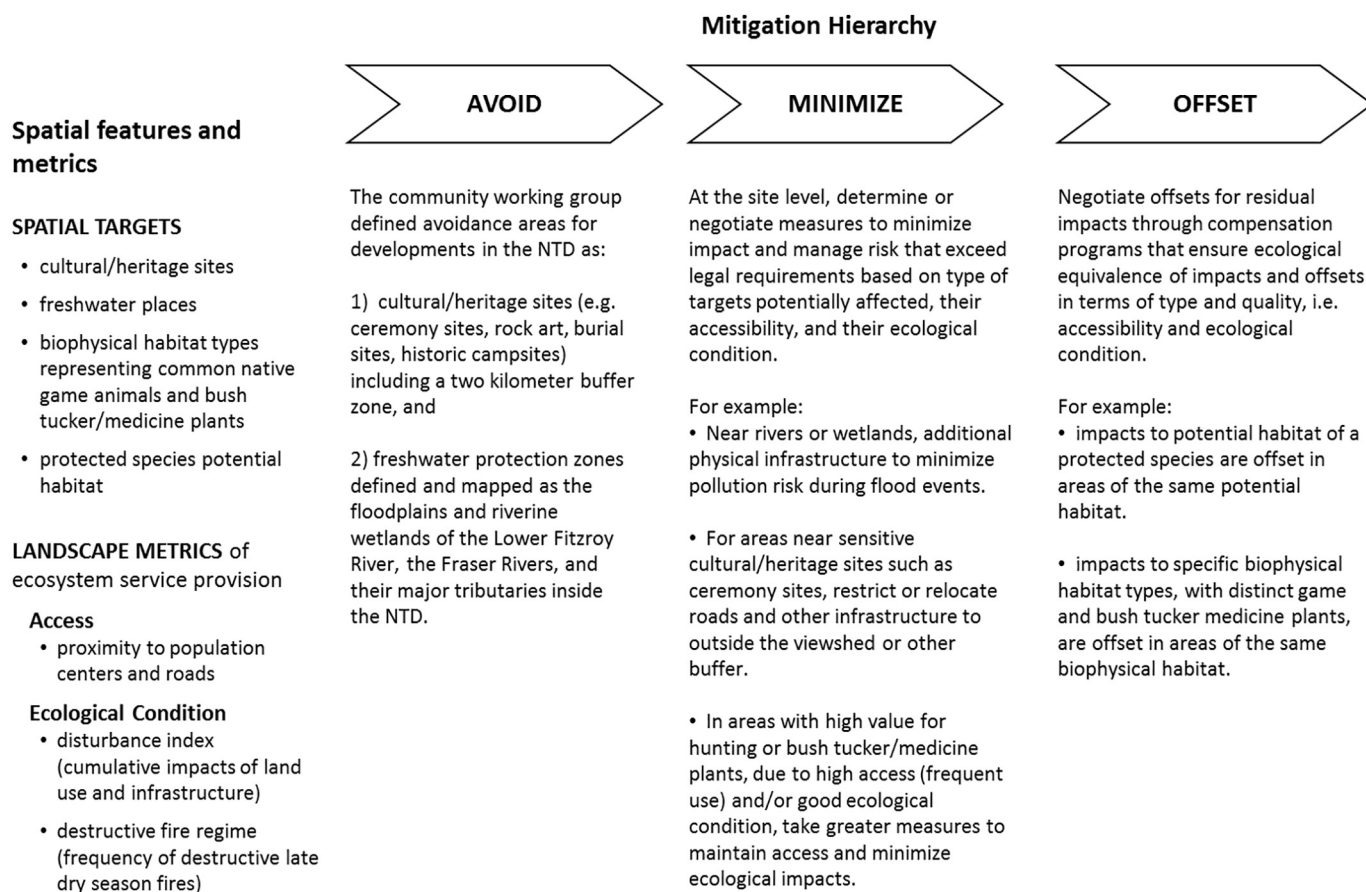 Mitigation Hierarchy
Spatial features and
metrics
SPATIAL TARGETS
• cultural/heritage sites
• freshwater places
• biophysical habitat types
representing common native
game animals and bush
tucker/medicine plants
• protected species potential
habitat
LANDSCAPE METRICS of
ecosystem service provision
Access
• proximity to population
centers and roads
Ecological Condition
• disturbance index
(cumulative impacts of land
use and infrastructure)
• destructive fire regime
(frequency of destructive late
dry season fires)
AVOID
The community working group
defined avoidance areas for
developments in the NTD as:
1) cultural/heritage sites (e.g.
ceremony sites, rock art, burial
sites, historic campsites)
including a two kilometer buffer
zone, and
2) freshwater protection zones
defined and mapped as the
floodplains and riverine
wetlands of the Lower Fitzroy
River, the Fraser Rivers, and
their major tributaries inside
the NTD.
MINIMIZE
At the site level, determine or
negotiate measures to minimize
impact and manage risk that exceed
legal requirements based on type of
targets potentially affected, their
accessibility, and their ecological
condition.
For example:
• Near rivers or wetlands, additional
physical infrastructure to minimize
pollution risk during flood events.
• For areas near sensitive
cultural/heritage sites such as
ceremony sites, restrict or relocate
roads and other infrastructure to
outside the viewshed or other
buffer.
• In areas with high value for
hunting or bush tucker/medicine
plants, due to high access (frequent
use) and/or good ecological
condition, take greater measures to
maintain access and minimize
ecological impacts.
OFFSET
Negotiate offsets for residual
impacts through compensation
programs that ensure ecological
equivalence of impacts and offsets
in terms of type and quality, i.e.
accessibility and ecological
condition.
For example:
• impacts to potential habitat of a
protected species are offset in
areas of the same potential
habitat.
• impacts to specific biophysical
habitat types, with distinct game
and bush tucker medicine plants,
are offset in areas of the same
biophysical habitat.